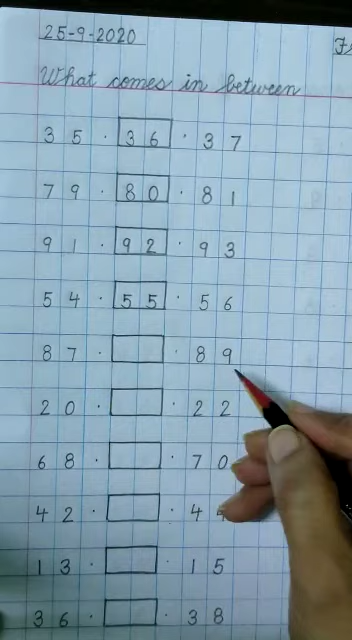 25-9-2020
What comes in between
35 . 36 . 37
79 . 80 . 81
91 . 92 . 93
54 . 55 . 56
87 . . 89
20 . . 22
68 . . 70
42 . . 44
13 . . 15
36 . . 38